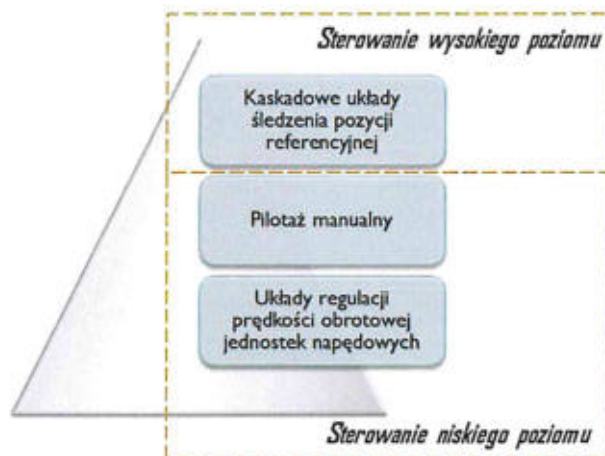 Sterowanie wysokiego poziomu
Kaskadowe układy
śledzenia pozycji
referencyjnej
Pilotaż manualny
Układy regulacji
prędkości obrotowej
jednostek napędowych
Sterowanie niskiego poziomu